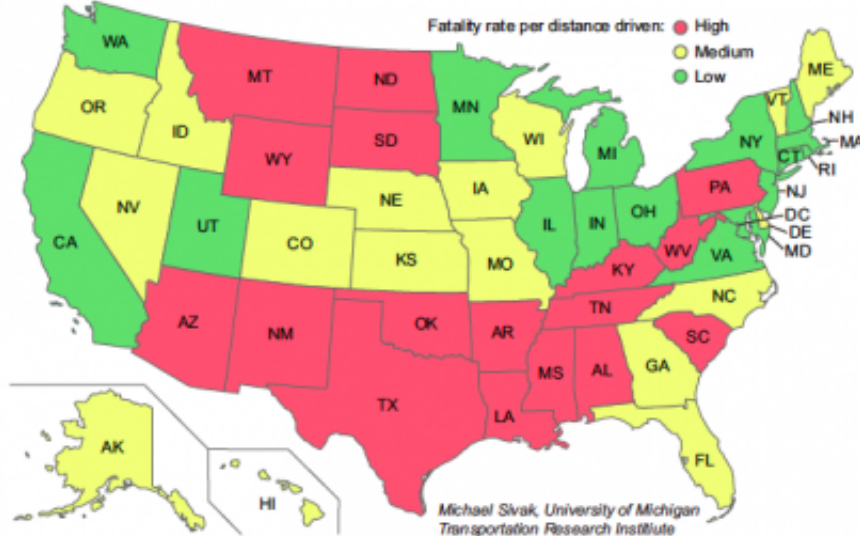 Fatality rate per distance driven:
High
Medium
Low
WA
MT
ND
MN
ME
VT
NH
OR
ID
SD
WI
MI
NY
MA
CT
RI
WY
NV
UT
CO
NE
IA
IL
IN
OH
PA
NJ
DC
DE
MD
CA
KS
MO
KY
WV
VA
NC
AZ
NM
OK
AR
TN
SC
TX
LA
MS
AL
GA
FL
AK
HI
Michael Sivak, University of Michigan
Transportation Research Institiute